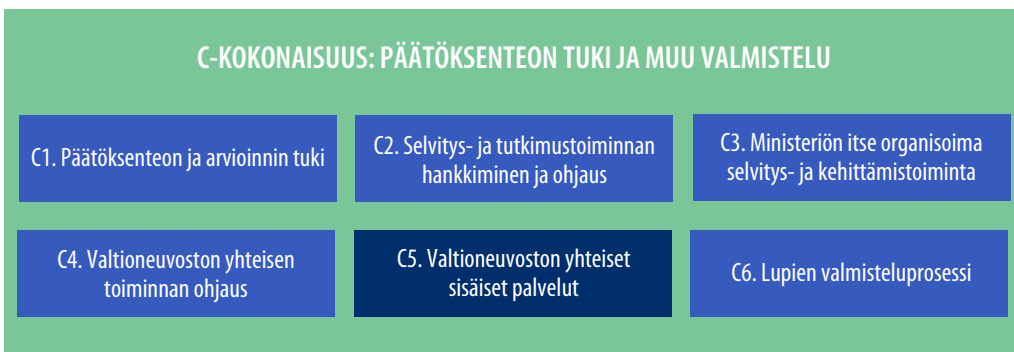 C-KOKONAISUUS: PÄÄTÖKSENTEON TUKI JA MUU VALMISTELU
C1. Päätöksenteon ja arvioinnin tuki
C2. Selvitys- ja tutkimustoiminnan
hankkiminen ja ohjaus
C3. Ministeriön itse organisoima
selvitys- ja kehittämistoiminta
C4. Valtioneuvoston yhteisen
toiminnan ohjaus
C5. Valtioneuvoston yhteiset
sisäiset palvelut
C6. Lupien valmisteluprosessi